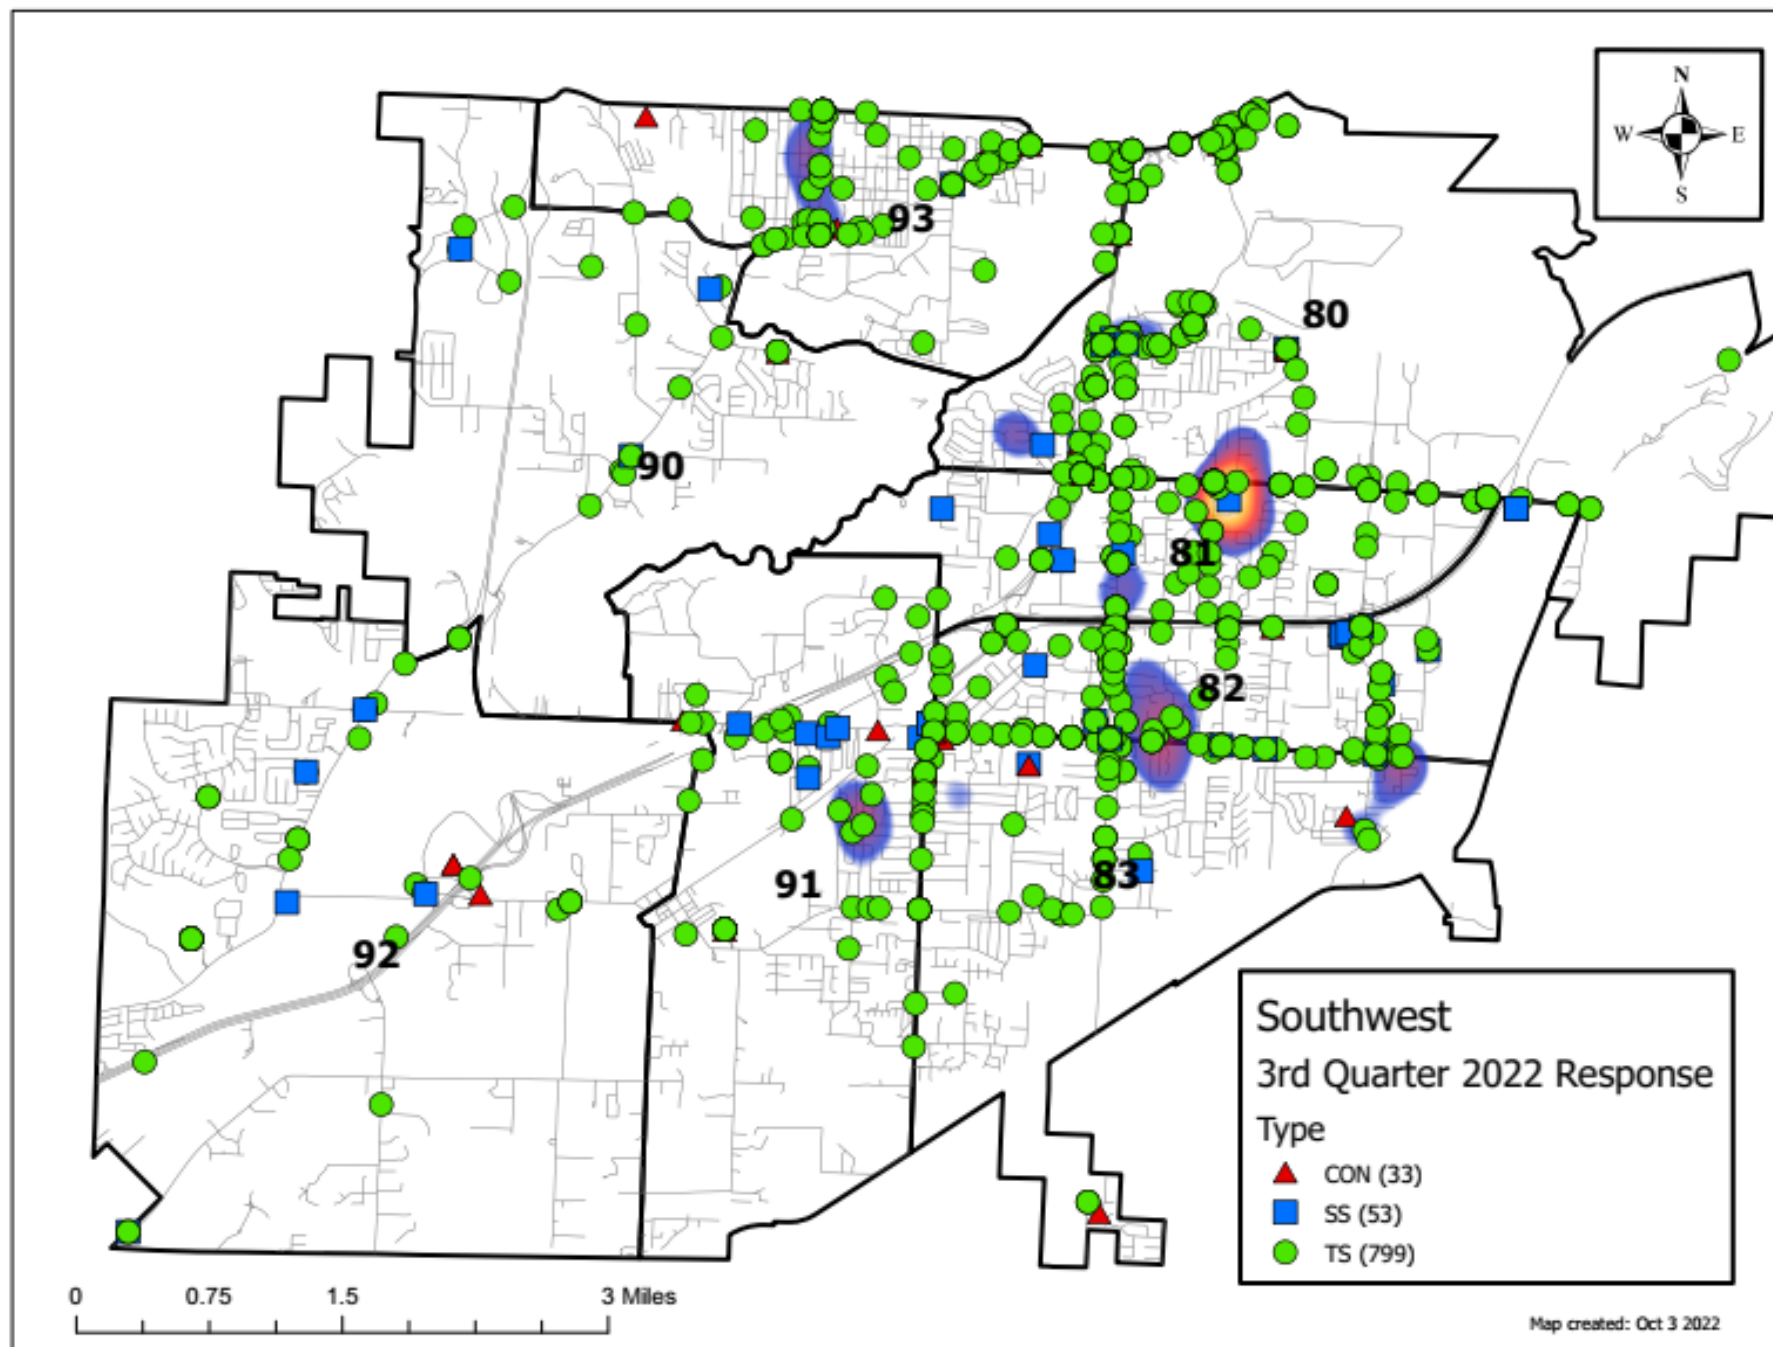 N
W E
S
93
80
90
81
82
91
83
92
Southwest
3rd Quarter 2022 Response
Type
CON (33)
SS (53)
TS (799)
0 0.75 1.5 3 Miles
Map created: Oct 3 2022